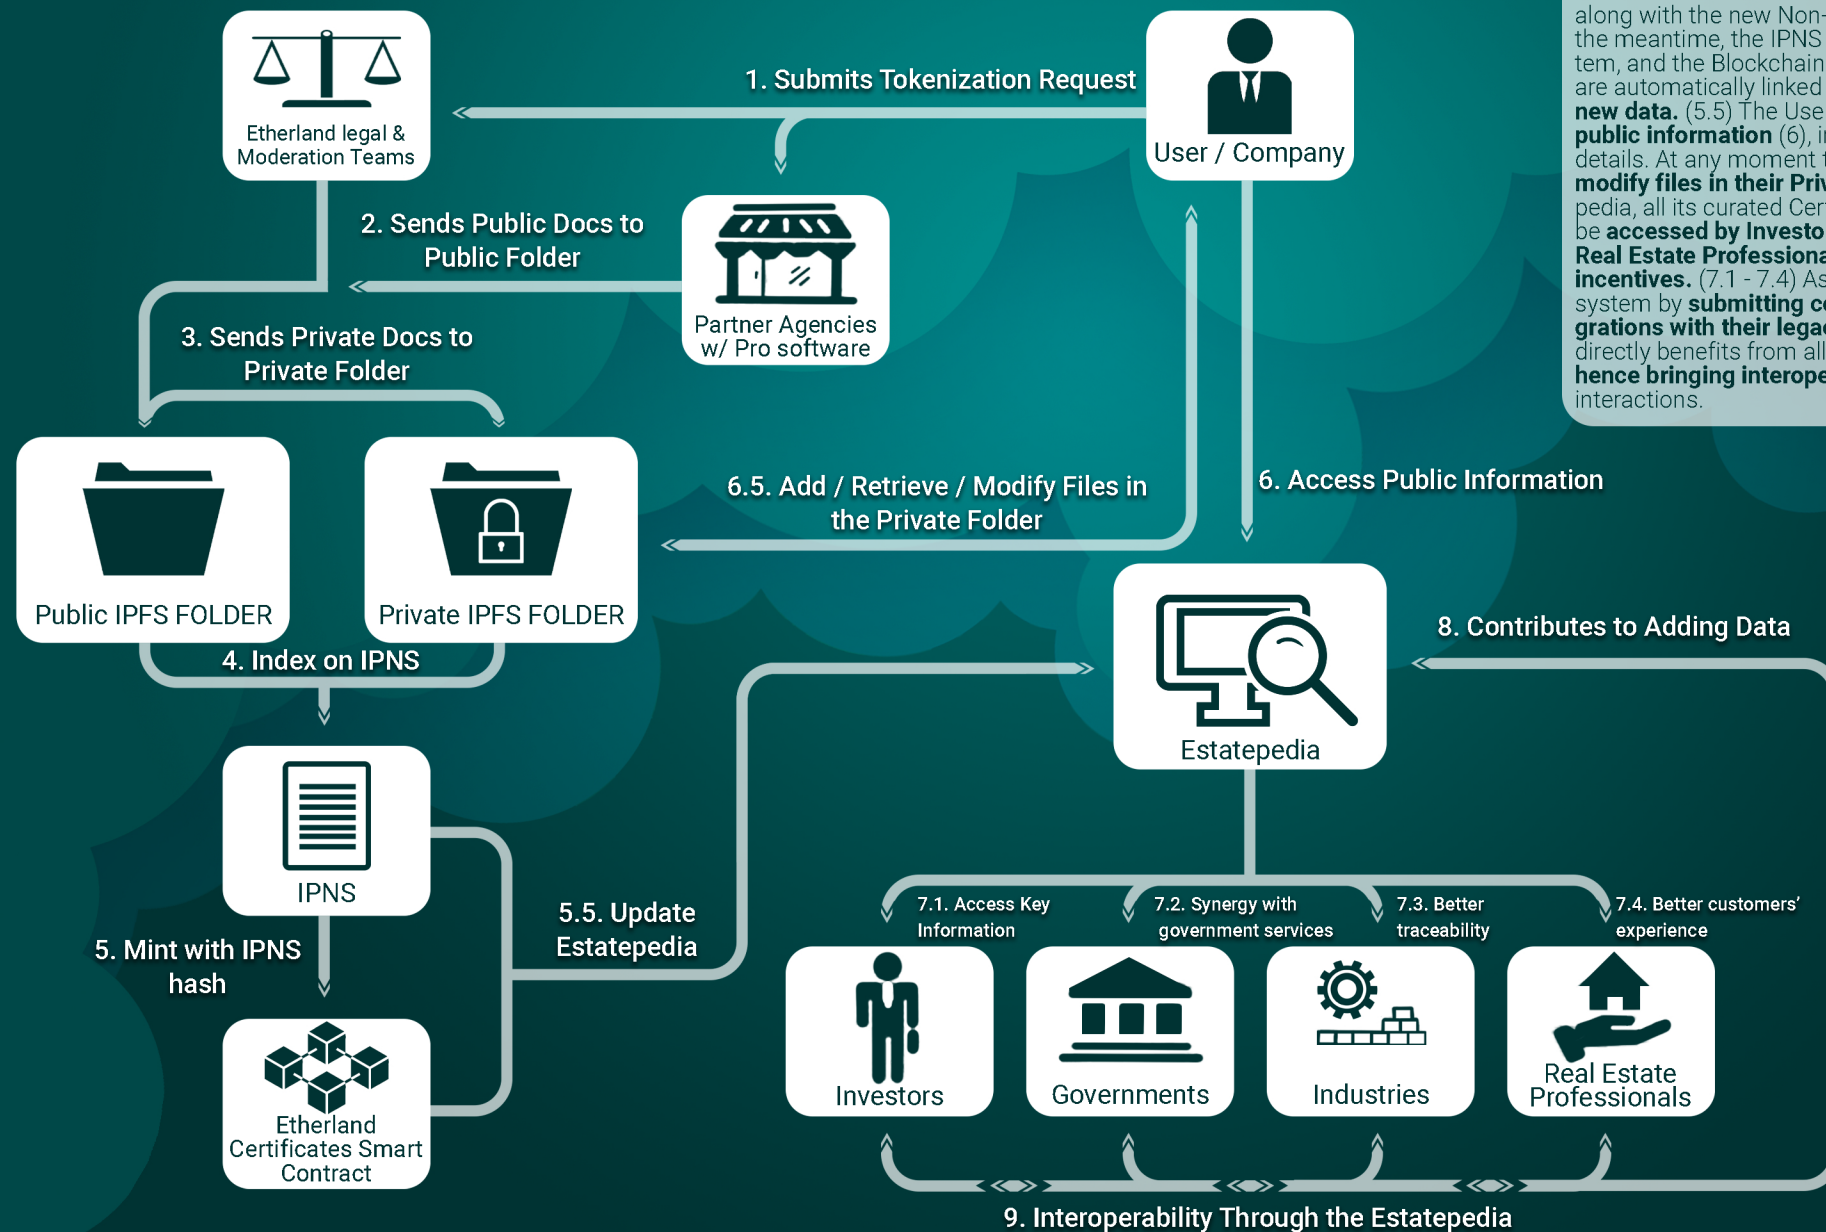 Etherland legal &
Moderation Teams
1. Submits Tokenization Request
User / Company
2. Sends Public Docs to
Public Folder
Partner Agencies
w/ Pro software
3. Sends Private Docs to
Private Folder
Public IPFS FOLDER
Private IPFS FOLDER
6.5. Add / Retrieve / Modify Files in
the Private Folder
6. Access Public Information
4. Index on IPNS
IPNS
5. Mint with IPNS
hash
Etherland
Certificates Smart
Contract
5.5. Update
Estatepedia
Estatepedia
8. Contributes to Adding Data
7.1. Access Key
Information
7.2. Synergy with
government services
7.3. Better
traceability
7.4. Better customers’
experience
Investors
Governments
Industries
Real Estate
Professionals
9. Interoperability Through the Estatepedia
along with the new Non-
the meantime, the IPNS
tem, and the Blockchain
are automatically linked
new data. (5.5) The Use
public information (6), i
details. At any moment t
modify files in their Priv
pedia, all its curated Cer
be accessed by Investo
Real Estate Professiona
incentives. (7.1 - 7.4) As
system by submitting co
grations with their legac
directly benefits from all
hence bringing interope
interactions.